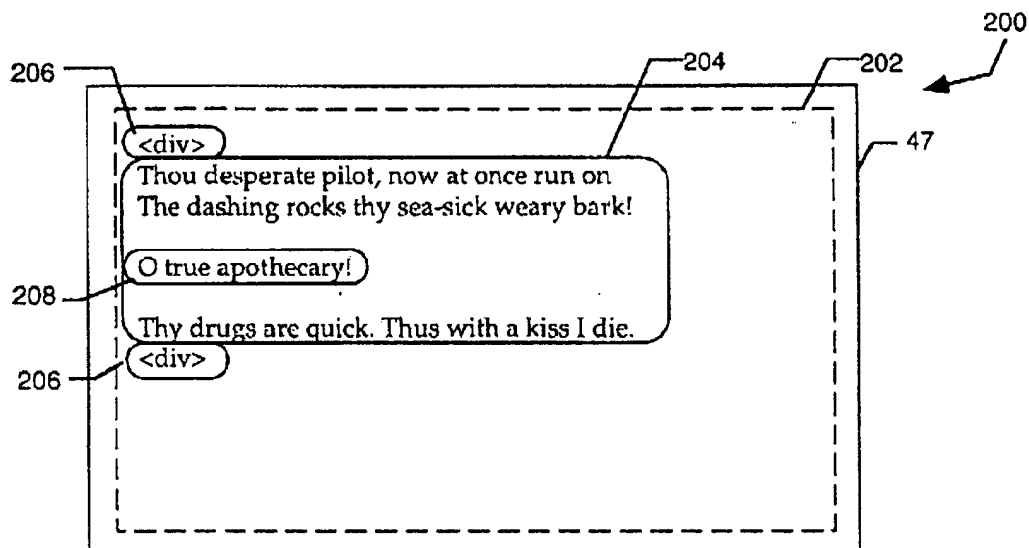 200
206
204
202
<div>
47
Thou desperate pilot, now at once run on
The dashing rocks thy sea-sick weary bark!
O true apothecary!
208
Thy drugs are quick. Thus with a kiss I die.
<div>
206